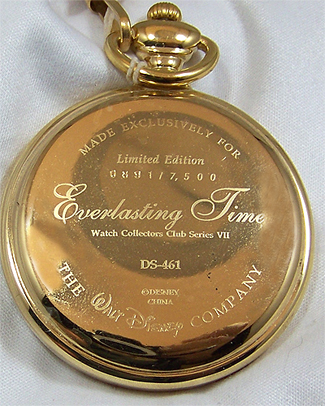 MADE EXCLUSIVELY FOR
Limited Edition
0891/7,500
Everlasting Time
Watch Collectors Club Series VII
DS-461
©DISNEY
CHINA
THE WALT DISNEY COMPANY